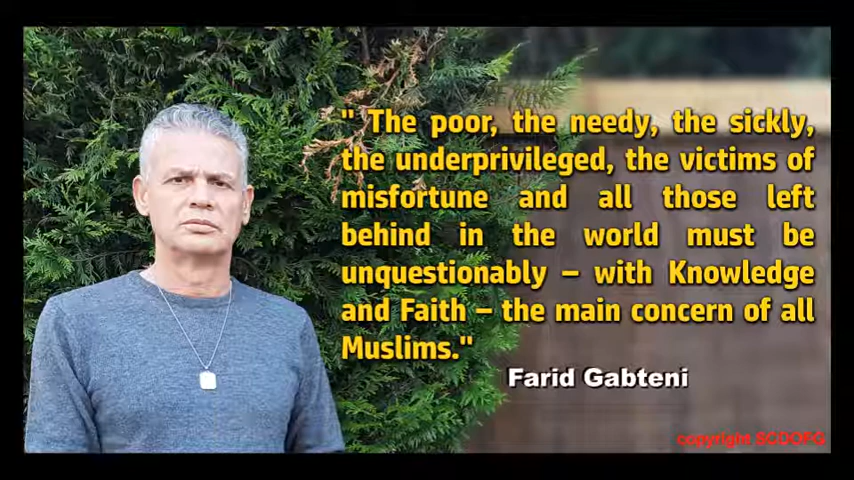 " The poor, the needy, the sickly,
the underprivileged, the victims of
misfortune and all those left
behind in the world must be
unquestionably – with Knowledge
and Faith – the main concern of all
Muslims."
Farid Gabteni
copyright SCDOFG